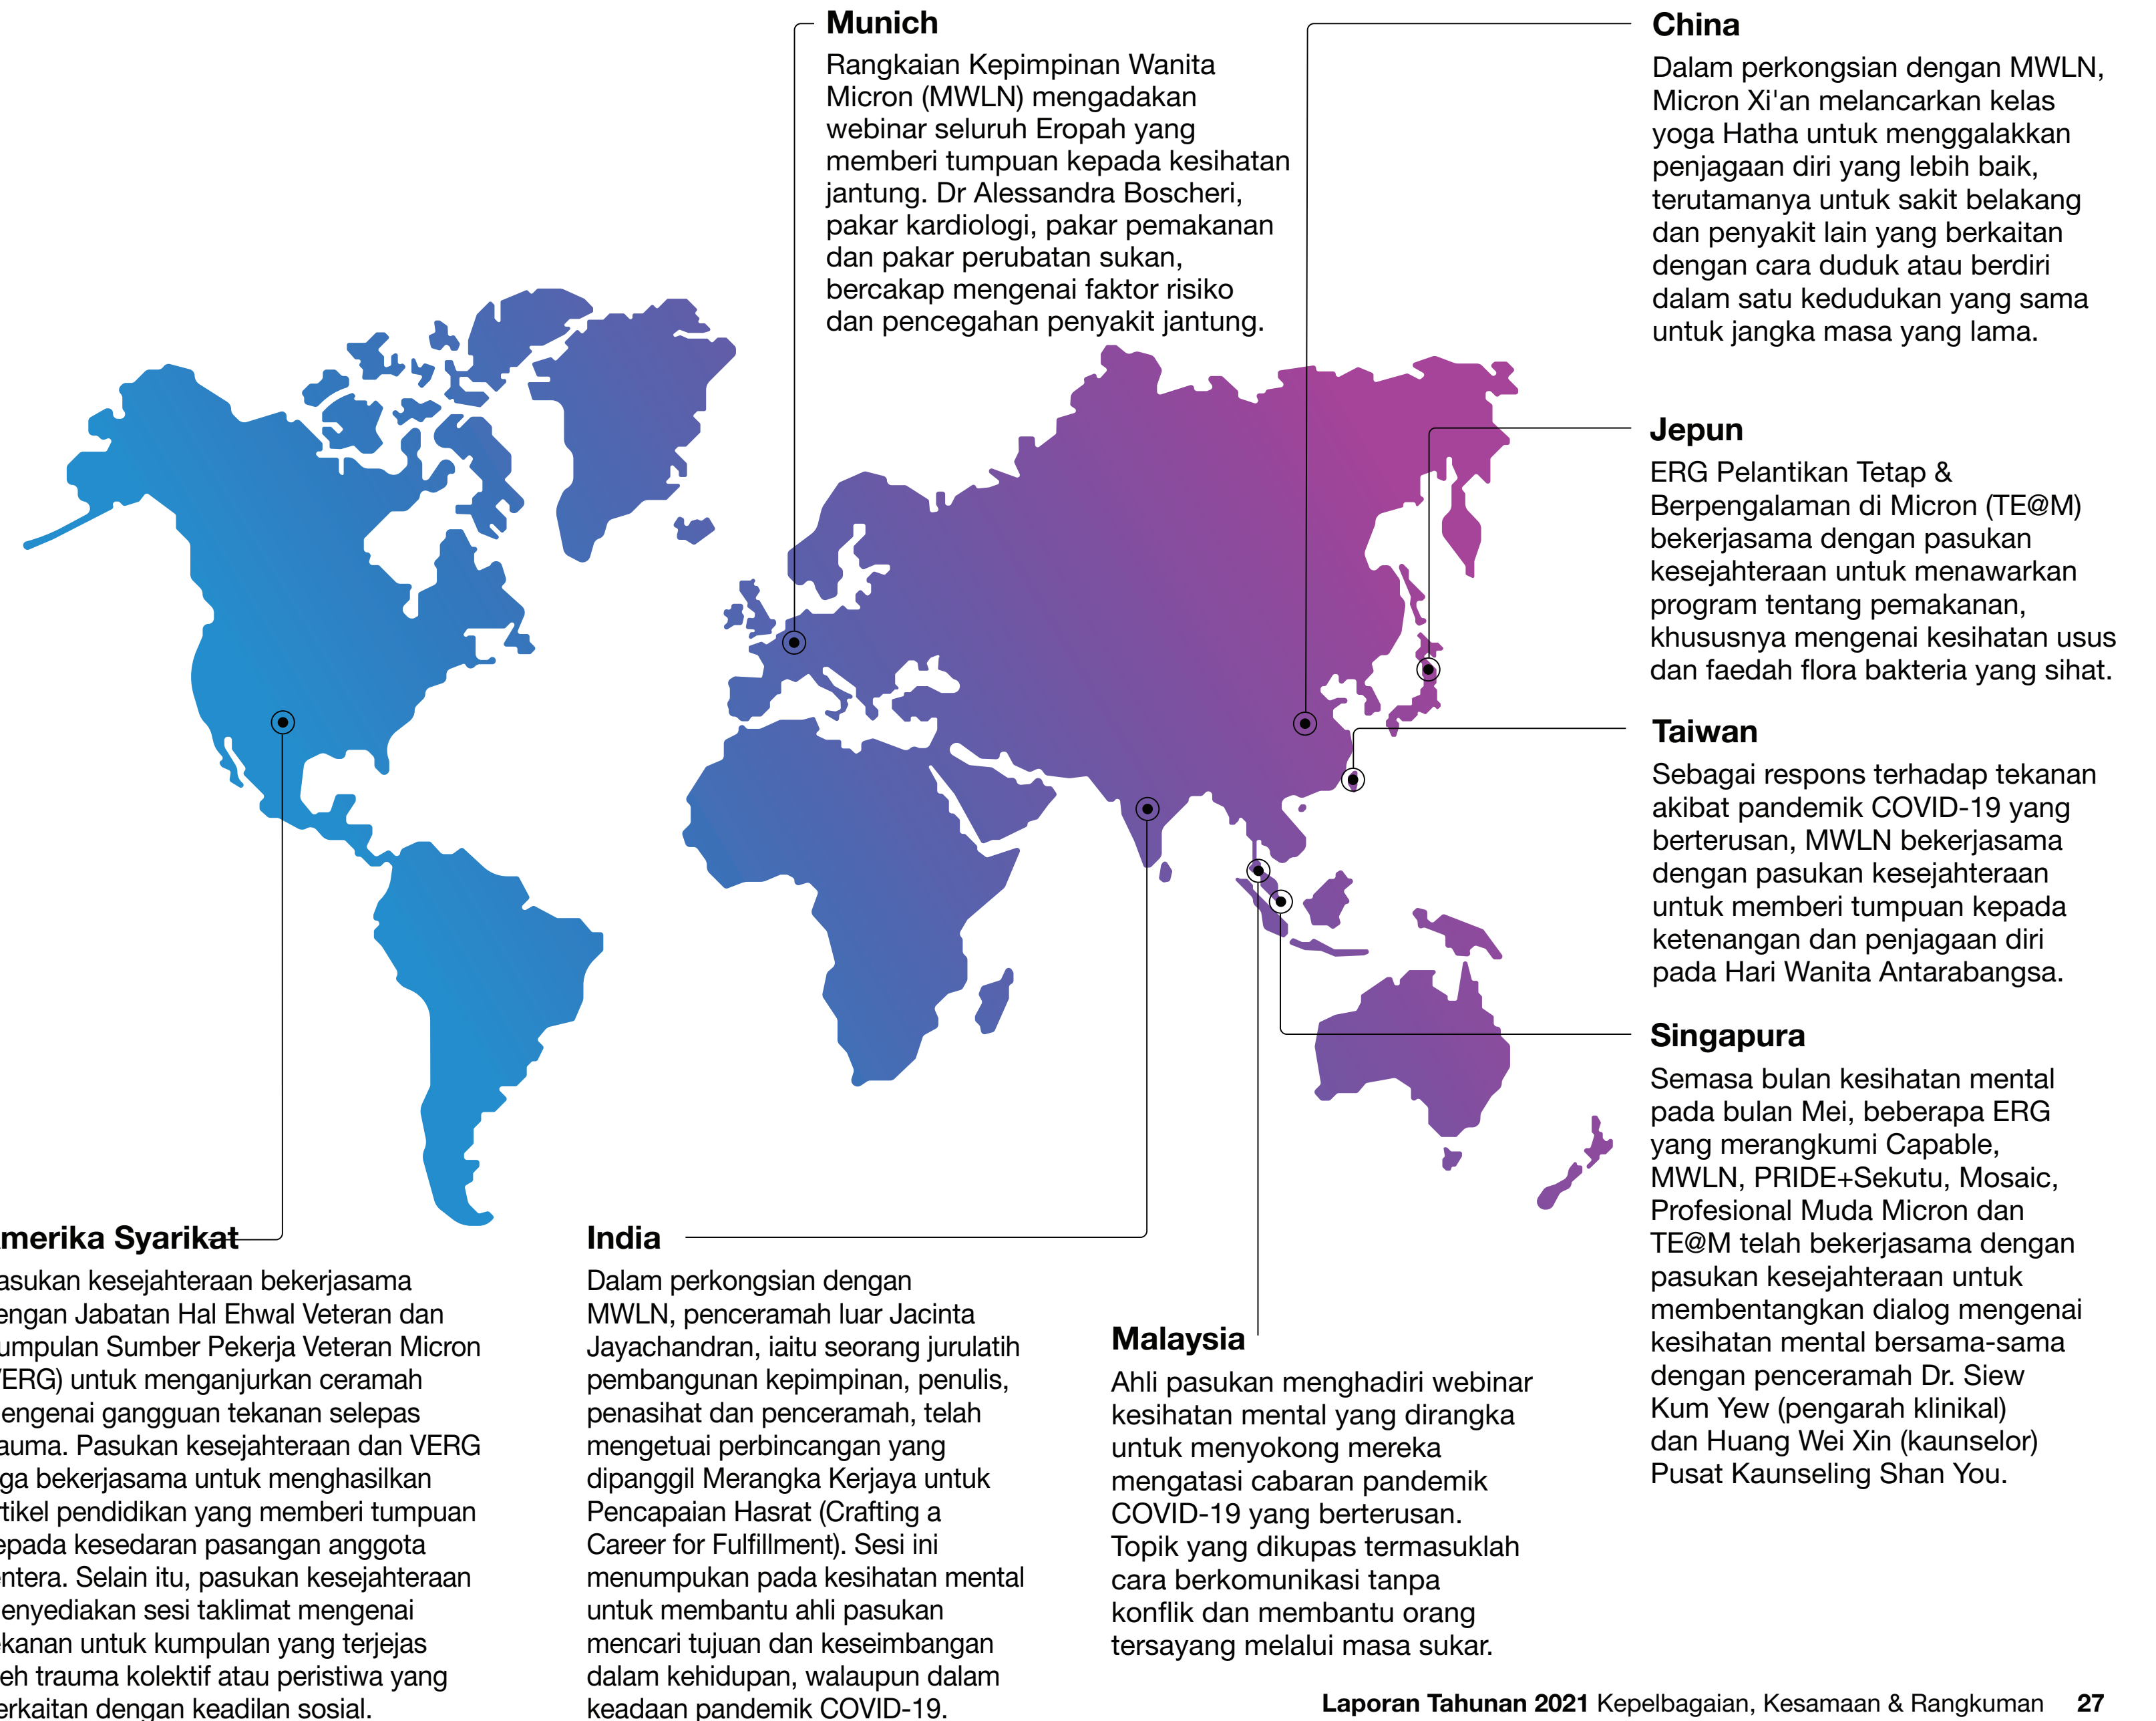 Munich
Rangkaian Kepimpinan Wanita
Micron (MWLN) mengadakan
webinar seluruh Eropah yang
memberi tumpuan kepada kesihatan
jantung. Dr Alessandra Boscheri,
pakar kardiologi, pakar pemakanan
dan pakar perubatan sukan,
bercakap mengenai faktor risiko
dan pencegahan penyakit jantung.
China
Dalam perkongsian dengan MWLN,
Micron Xi'an melancarkan kelas
yoga Hatha untuk menggalakkan
penjagaan diri yang lebih baik,
terutamanya untuk sakit belakang
dan penyakit lain yang berkaitan
dengan cara duduk atau berdiri
dalam satu kedudukan yang sama
untuk jangka masa yang lama.
Jepun
ERG Pelantikan Tetap &
Berpengalaman di Micron (TE@M)
bekerjasama dengan pasukan
kesejahteraan untuk menawarkan
program tentang pemakanan,
khususnya mengenai kesihatan usus
dan faedah flora bakteria yang sihat.
Taiwan
Sebagai respons terhadap tekanan
akibat pandemik COVID-19 yang
berterusan, MWLN bekerjasama
dengan pasukan kesejahteraan
untuk memberi tumpuan kepada
ketenangan dan penjagaan diri
pada Hari Wanita Antarabangsa.
Singapura
Semasa bulan kesihatan mental
pada bulan Mei, beberapa ERG
yang merangkumi Capable,
MWLN, PRIDE+Sekutu, Mosaic,
Profesional Muda Micron dan
TE@M telah bekerjasama dengan
pasukan kesejahteraan untuk
membentangkan dialog mengenai
kesihatan mental bersama-sama
dengan penceramah Dr. Siew
Kum Yew (pengarah klinikal)
dan Huang Wei Xin (kaunselor)
Pusat Kaunseling Shan You.
merika Syarikat
asukan kesejahteraan bekerjasama
engan Jabatan Hal Ehwal Veteran dan
umpulan Sumber Pekerja Veteran Micron
ERG) untuk menganjurkan ceramah
engenai gangguan tekanan selepas
auma. Pasukan kesejahteraan dan VERG
ga bekerjasama untuk menghasilkan
rtikel pendidikan yang memberi tumpuan
epada kesedaran pasangan anggota
ntera. Selain itu, pasukan kesejahteraan
enyediakan sesi taklimat mengenai
kanan untuk kumpulan yang terjejas
eh trauma kolektif atau peristiwa yang
erkaitan dengan keadilan sosial.
India
Dalam perkongsian dengan
MWLN, penceramah luar Jacinta
Jayachandran, iaitu seorang jurulatih
pembangunan kepimpinan, penulis,
penasihat dan penceramah, telah
mengetuai perbincangan yang
dipanggil Merangka Kerjaya untuk
Pencapaian Hasrat (Crafting a
Career for Fulfillment). Sesi ini
menumpukan pada kesihatan mental
untuk membantu ahli pasukan
mencari tujuan dan keseimbangan
dalam kehidupan, walaupun dalam
keadaan pandemik COVID-19.
Malaysia
Ahli pasukan menghadiri webinar
kesihatan mental yang dirangka
untuk menyokong mereka
mengatasi cabaran pandemik
COVID-19 yang berterusan.
Topik yang dikupas termasuklah
cara berkomunikasi tanpa
konflik dan membantu orang
tersayang melalui masa sukar.
Laporan Tahunan 2021 Kepelbagaian, Kesamaan & Rangkuman 27